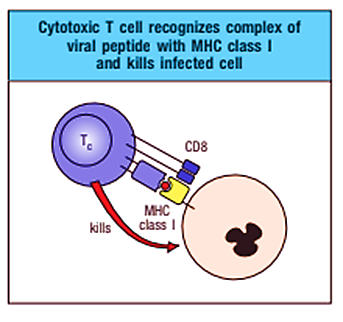 Cytotoxic T cell recognizes complex of
viral peptide with MHC class I
and kills infected cell
Tc
CD8
MHC
class I
kills